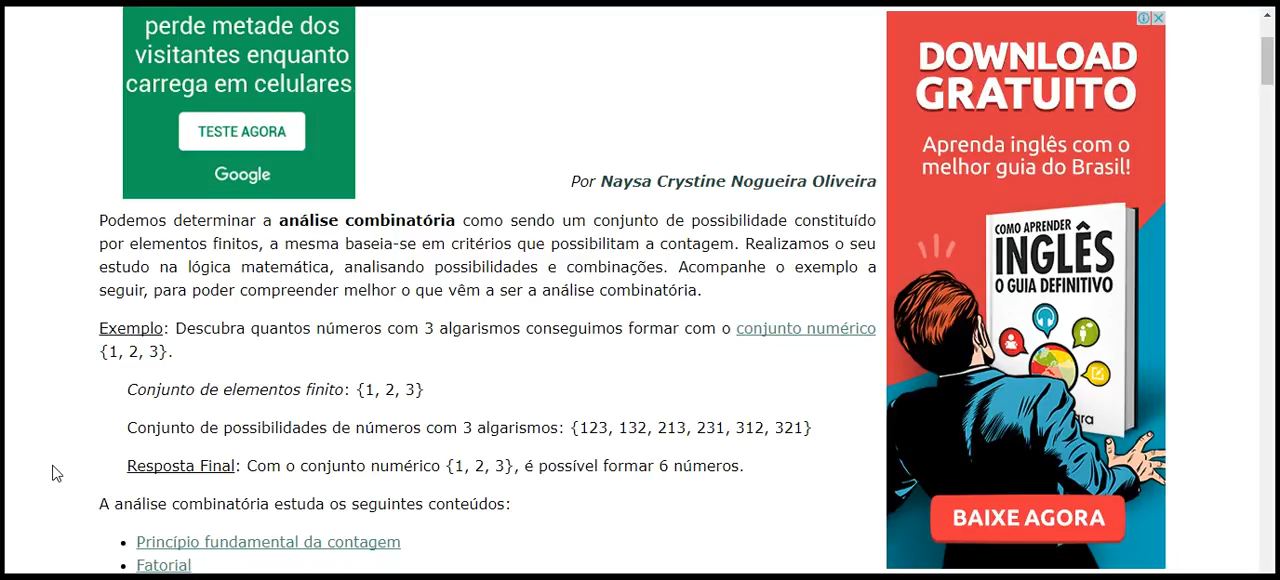 perde metade dos
visitantes enquanto
carrega em celulares
TESTE AGORA
Google
Por Naysa Crystine Nogueira Oliveira
Podemos determinar a análise combinatória como sendo um conjunto de possibilidade constituído
por elementos finitos, a mesma baseia-se em critérios que possibilitam a contagem. Realizamos o seu
estudo na lógica matemática, analisando possibilidades e combinações. Acompanhe o exemplo a
seguir, para poder compreender melhor o que vêm a ser a análise combinatória.
Exemplo: Descubra quantos números com 3 algarismos conseguimos formar com o conjunto numérico
{1, 2, 3}.
Conjunto de elementos finito: {1, 2, 3}
Conjunto de possibilidades de números com 3 algarismos: {123, 132, 213, 231, 312, 321}
Resposta Final: Com o conjunto numérico {1, 2, 3}, é possível formar 6 números.
A análise combinatória estuda os seguintes conteúdos:
• Princípio fundamental da contagem
• Fatorial
DOWNLOAD
GRATUITO
Aprenda inglês com o
melhor guia do Brasil!
COMO APRENDER
INGLÊS
O GUIA DEFINITIVO
BAIXE AGORA